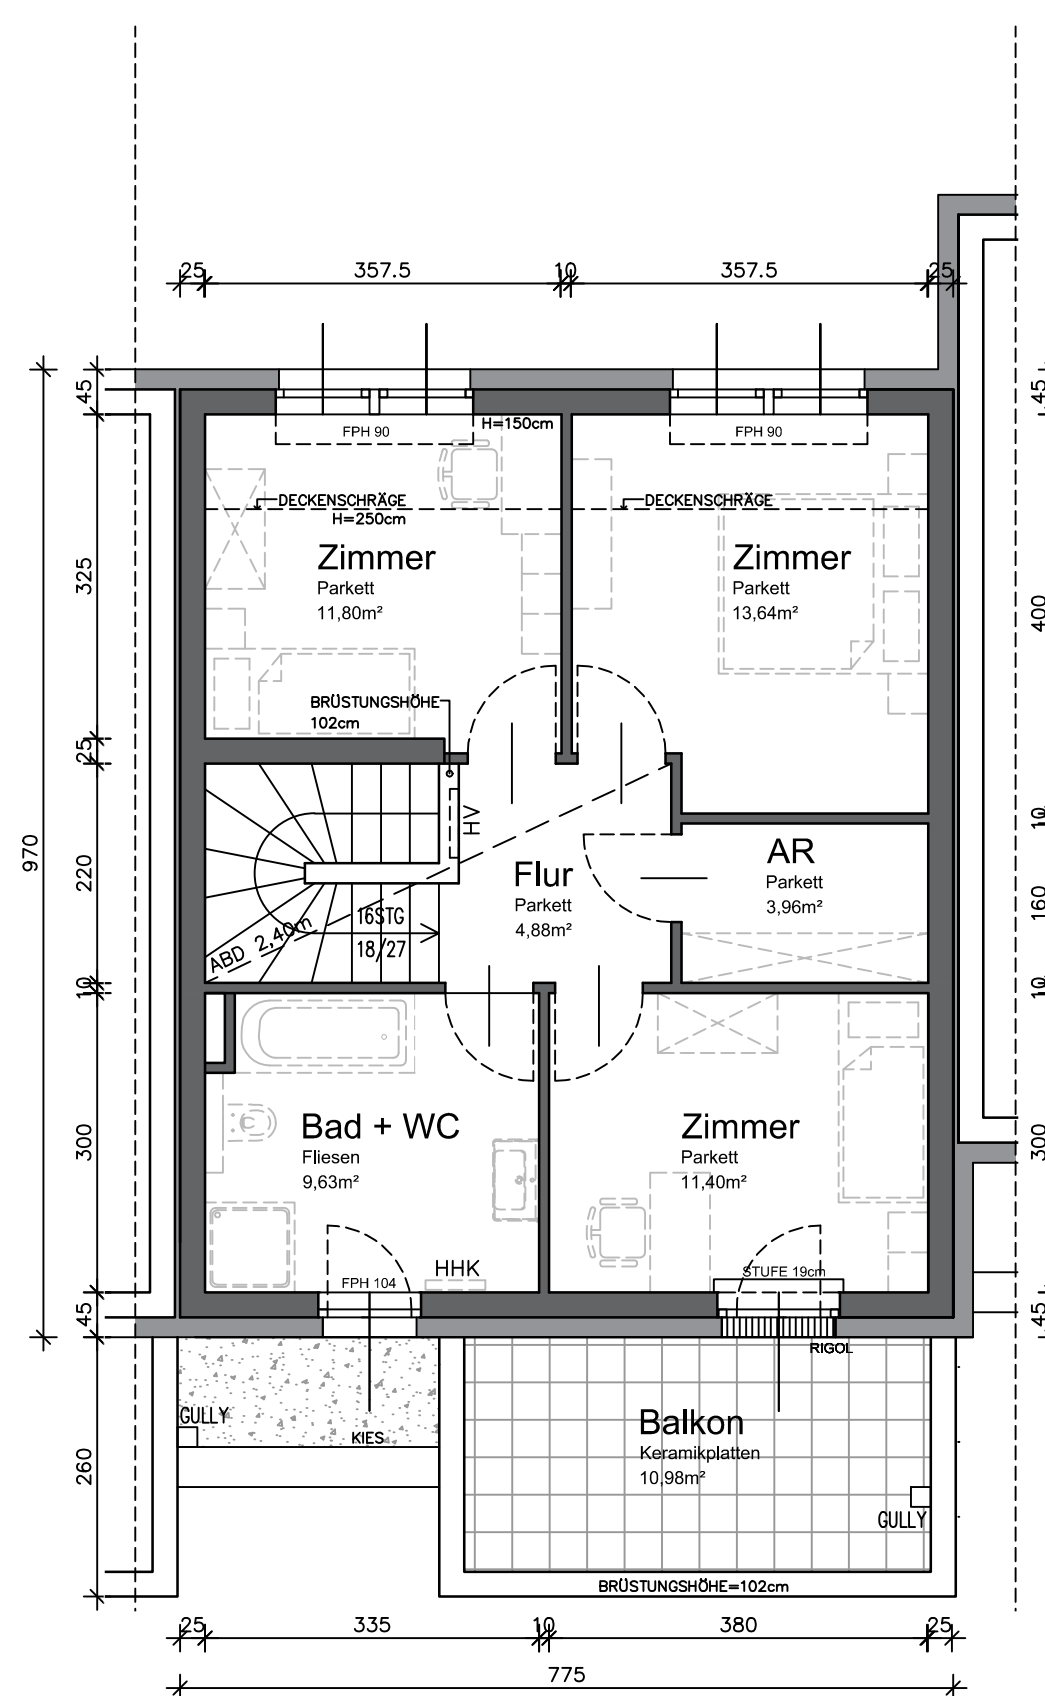 25
357.5
10
357.5
25
45
45
FPH 90
H=150cm
FPH 90
DECKENSCHRÄGE
H=250cm
DECKENSCHRÄGE
Zimmer
Parkett
11,80m²
Zimmer
Parkett
13,64m²
325
400
BRÜSTUNGSHÖHE
102cm
25
HV
970
220
10
Flur
Parkett
4,88m²
AR
Parkett
3,96m²
160
16STG
18/27
ABD 2,40m
10
10
Bad + WC
Fliesen
9,63m²
Zimmer
Parkett
11,40m²
300
300
HHK
FPH 104
STUFE 19cm
45
45
RIGOL
GULLY
KIES
Balkon
Keramikplatten
10,98m²
260
GULLY
BRÜSTUNGSHÖHE=102cm
25
335
10
380
25
775